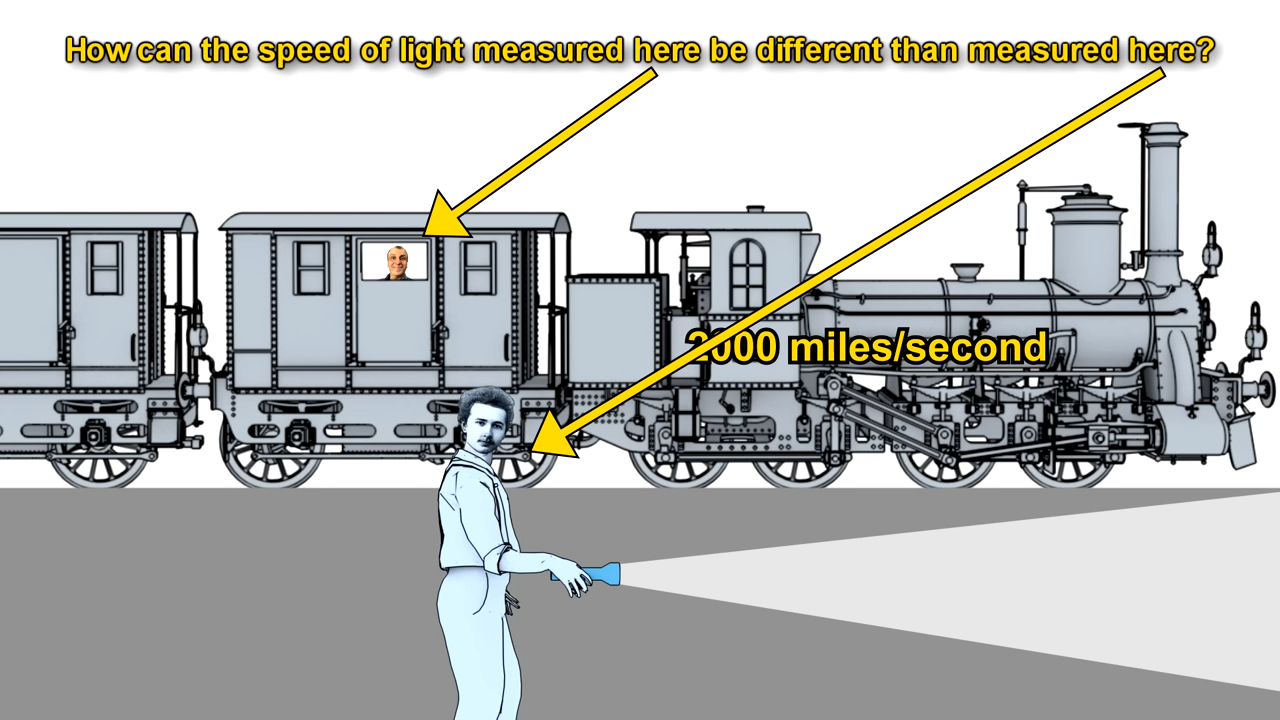 How can the speed of light measured here be different than measured here?
2000 miles/second